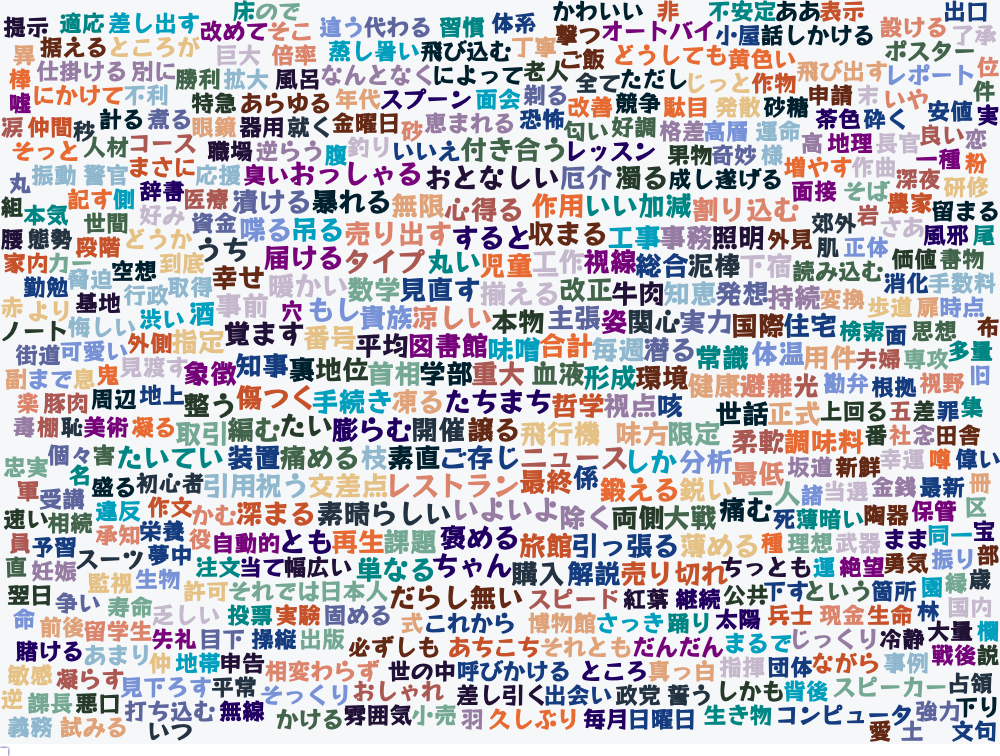 床 ので かわいい 非 不安定 ああ 表示 出口
提示 適応 差し出す 改めて そこ 違う 代わる 習慣 体系 撃つ オートバイ 小屋 話しかける 設ける 了承
昇 据える ところが 巨大 倍率 蒸し暑い 飛び込む 丁寧 ご飯 どうしても 黄色い ポスター
棒 仕掛ける 別に 勝利 拡大 風呂 なんとなく によって 老人 全て ただし じっと 作物 飛び出す レポート 位
嘘 にかけて 不利 特急 あらゆる 年代 スプーン 面会 剃る 改善 競争 駄目 発散 砂糖 申請 末 いや 安値 件
涙 仲間 秒 計る 煮る 眼鏡 器用 就く 金曜日 砂 恵まれる 恐怖 匂い 好調 格差 高層 運命 茶色 砕く 実
そっと 人材 コース 職場 逆らう 腹 釣り いいえ 付き合う レッスン 男物 奇妙 様 高 地理 長官 良い 恋
丸 振動 警官 まさに 応援 臭い おっしゃる おとなしい 厄介 濁る 成し遂げる 増やす 作曲 一種 粉
組 記す 側 辞書 医療 漬ける 暴れる 無限 心得る 作用 いい加減 割り込む 面接 そば 深夜 研修
本気 世間 好み 資金 喋る 吊る 売り出す すると 収まる 工事 事務 照明 外見 郊外 岩 農家 留まる
腰 態勢 段階 どうか うち 届ける タイプ 丸い 児童 工作 視線 総合 泥棒 下宿 肌 正体 さあ 風邪 尾
家内 カー 脅迫 空想 到底 幸せ 暖かい 数学 見直す 揃える 改正 牛肉 知恵 発想 持続 読み込む 価値 書物
勤勉 行政 取得 事前 穴 もし 貴族 涼しい 本物 主張 姿 関心 実力 国際 住宅 変換 消化 手数料
赤 より 基地 渋い 酒 歩道 扉 時点
ノート 悔しい 外側 指定 覚ます 番号 平均 図書館 味噌 合計 毎週 潜る 常識 体温 用件 検索 面 思想 布
街道 可愛い 見渡す 象徴 知事 裏 地位 首相 学部 重大 血液 形成 環境 健康 避難 光 夫婦 専攻 多量
副 まで 息 鬼 勘弁 根拠 視野 旧
楽 豚肉 周辺 地上 整う 傷つく 手続き 凍る たちまち 哲学 視点 咳 世話 正式 上回る 五 差 罪 集
毒 棚 恥 美術 凝る 取引 編む たい 膨らむ 開催 譲る 飛行機 味方 限定 柔軟 調味料 番 社 念 田舎
忠実 個々 害 たいてい 装置 痛める 枝 素直 ご存じ ニュース しか 分析 最低 坂道 新鮮 幸運 噂 偉い
軍 受講 名 盛る 初心者 引用 祝う 交差点 レストラン 最終 係 鍛える 鋭い 一人 諸 当選 金銭 最新 冊
速い 相続 違反 作文 かむ 深まる 素晴らしい いよいよ 除く 両側 大戦 痛む 死 薄暗い 陶器 保管 区
員 予習 承知 栄養 役 自動的 とも 再生 課題 褒める 旅館 引っ張る 薄める 種 理想 武器 まま 同一 宝
直 妊娠 スーツ 夢中 注文 当て 幅広い 単なる ちゃん 購入 解説 売り切れ ちっとも 運 絶望 勇気 振り 部
翌日 監視 生物 許可 それでは 日本人 だらし無い スピード 紅葉 継続 公共 下す という 箇所 園 縁 歳
命 争い 寿命 乏しい 投票 実験 固める 式 これから 博物館 さっき 踊り 太陽 兵士 現金 生命 林 国内
前後 留学生 失礼 目下 操縦 出版 必ずしも あちこち それとも だんだん まるで じっくり 冷静 大量 欄
賭ける あまり 仲 地帯 申告 相変わらず 世の中 呼びかける ところ 真っ白 指揮 団体 ながら 事例 戦後 説
敏感 凝らす 見下ろす 平常 そっくり おしゃれ 差し引く 出会い 政党 誓う しかも 背後 スピーカー 占領
逆 課長 悪口 打ち込む 無線 かける 雰囲気 小売 羽 久しぶり 毎月 日曜日 生き物 コンピュータ 強力 下り
義務 試みる いつ 愛 土 文句